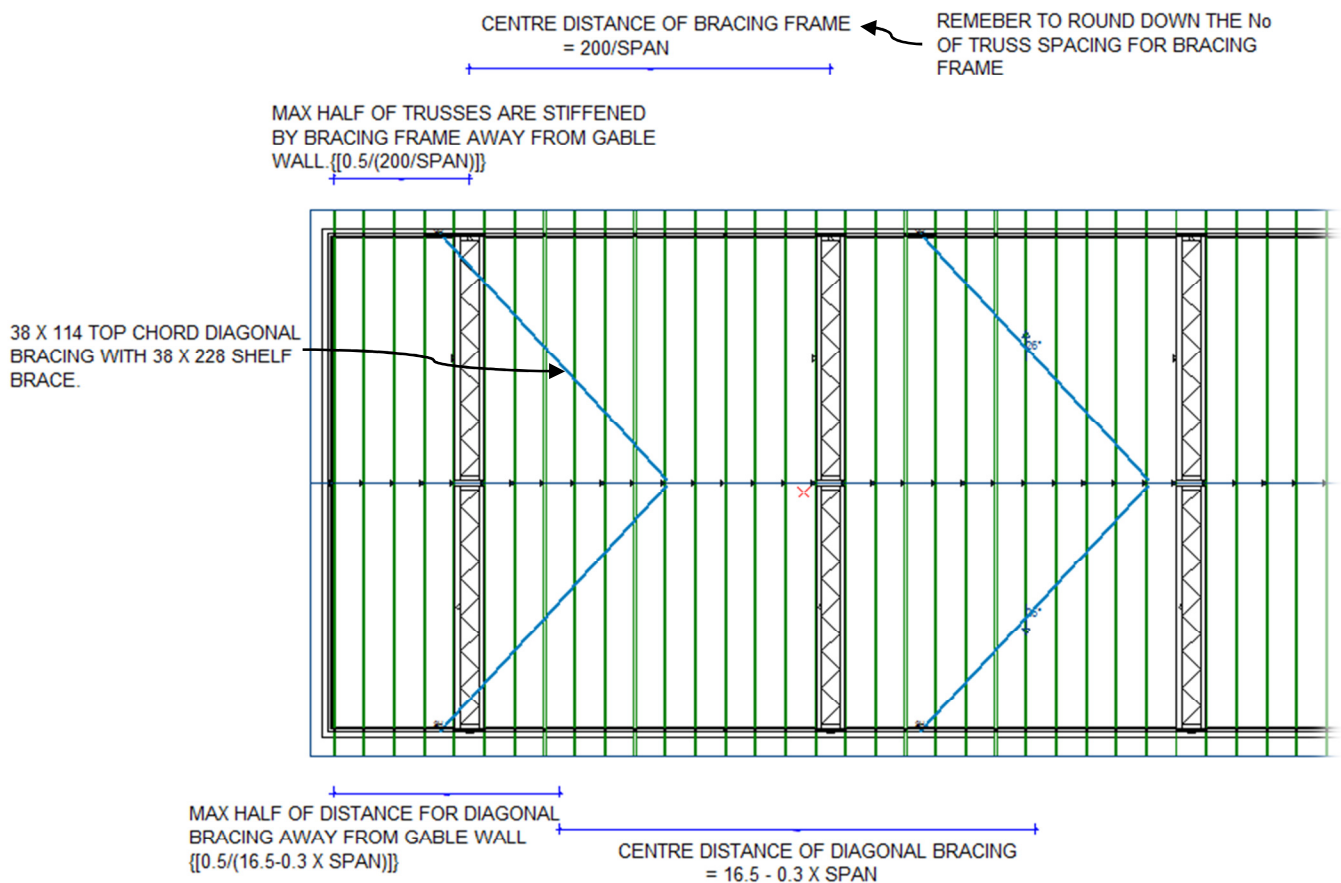 CENTRE DISTANCE OF BRACING FRAME
= 200/SPAN
REMEBER TO ROUND DOWN THE No
OF TRUSS SPACING FOR BRACING
FRAME
MAX HALF OF TRUSSES ARE STIFFENED
BY BRACING FRAME AWAY FROM GABLE
WALL.{[0.5/(200/SPAN)]}
38 X 114 TOP CHORD DIAGONAL
BRACING WITH 38 X 228 SHELF
BRACE.
MAX HALF OF DISTANCE FOR DIAGONAL
BRACING AWAY FROM GABLE WALL
{[0.5/(16.5-0.3 X SPAN)]}
CENTRE DISTANCE OF DIAGONAL BRACING
= 16.5 - 0.3 X SPAN